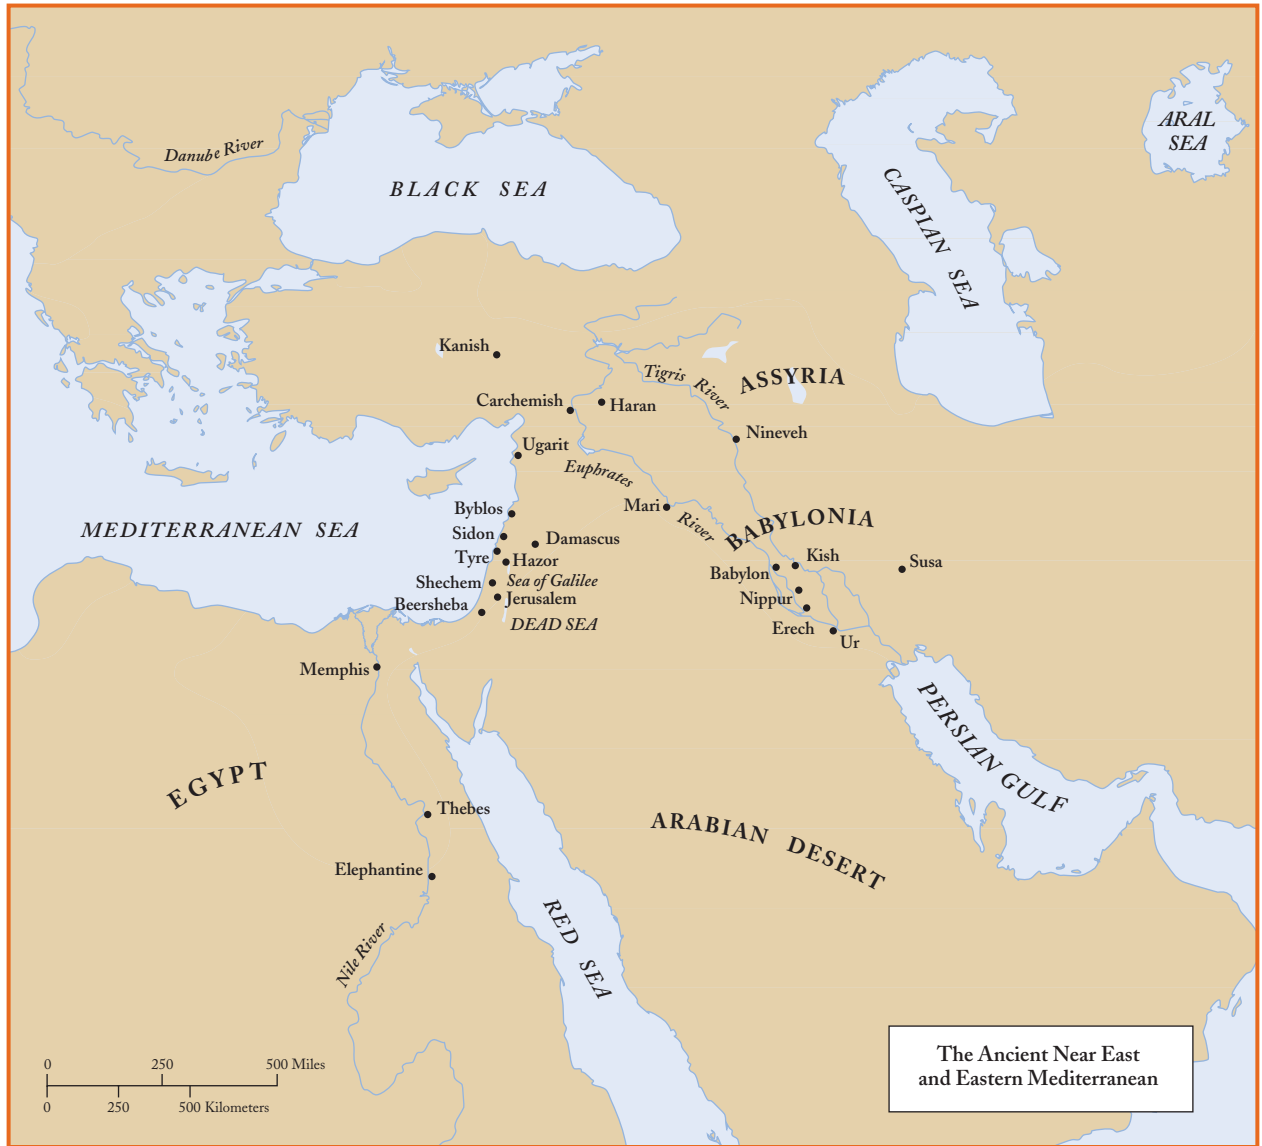 Danube River
BLACK SEA
CASPIAN SEA
ARAL
SEA
Kanish
Tigris River
ASSYRIA
Carchemish
Haran
Nineveh
Ugarit
Euphrates
River
Mari
BABYLONIA
MEDITERRANEAN SEA
Byblos
Sidon
Damascus
Tyre
Hazor
Kish
Susa
Babylon
Shechem
Sea of Galilee
Nippur
Jerusalem
Beersheba
DEAD SEA
Erech
Ur
Memphis
PERSIAN GULF
EGYPT
Thebes
ARABIAN DESERT
Elephantine
RED SEA
Nile River
0 250 500 Miles
0 250 500 Kilometers
The Ancient Near East
and Eastern Mediterranean